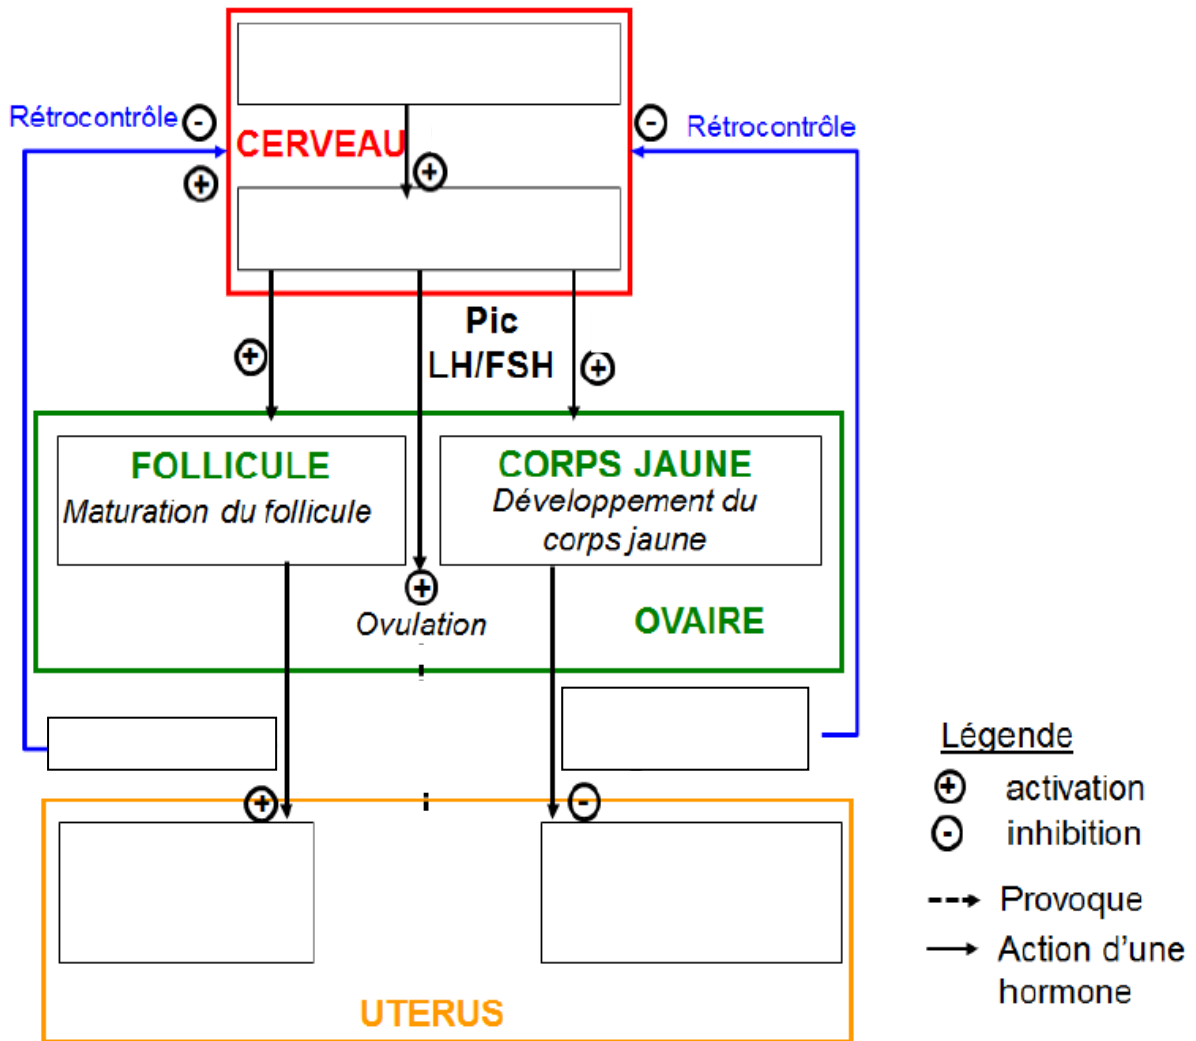 Rétrocontrôle -
- Rétrocontrôle
CERVEAU
+
+
Pic
LH/FSH
+
+
FOLLICULE
Maturation du follicule
CORPS JAUNE
Développement du
corps jaune
+
Ovulation
OVAIRE
+
-
UTERUS
Légende
+ activation
- inhibition
Provoque
Action d'une
hormone